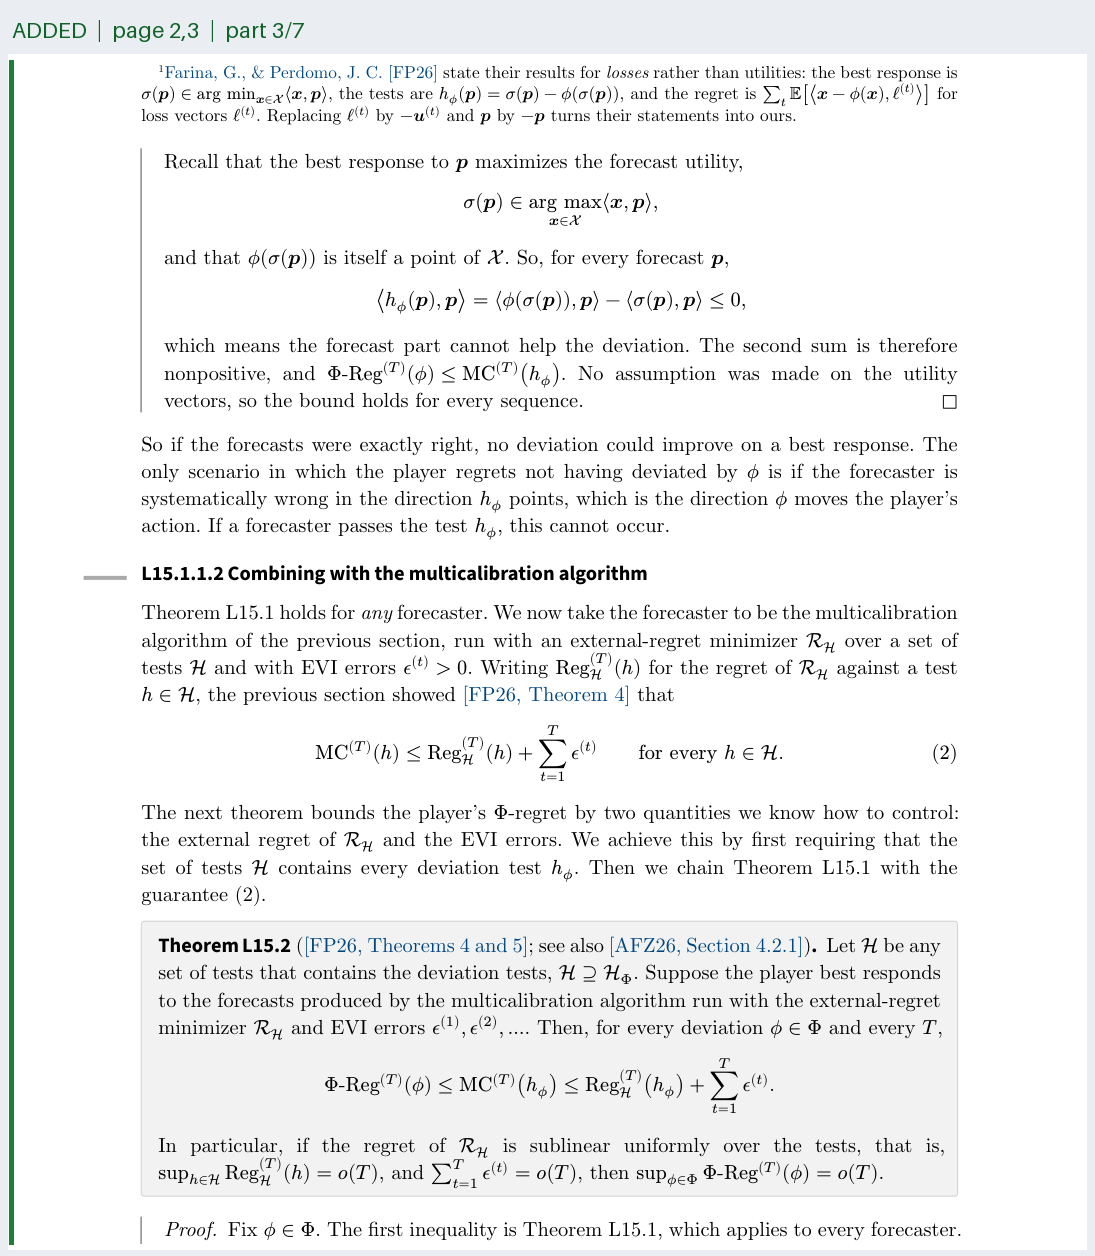 ADDED | page 2,3 | part 3/7
¹Farina, G., & Perdomo, J. C. [FP26] state their results for losses rather than utilities: the best response is
σ(𝒑) ∈ arg min_{𝒙∈𝒳}⟨𝒙, 𝒑⟩, the tests are h_ϕ(𝒑) = σ(𝒑) − ϕ(σ(𝒑)), and the regret is ∑_t 𝔼[⟨𝒙 − ϕ(𝒙), ℓ^{(t)}⟩] for
loss vectors ℓ^{(t)}. Replacing ℓ^{(t)} by −𝒖^{(t)} and 𝒑 by −𝒑 turns their statements into ours.
Recall that the best response to 𝒑 maximizes the forecast utility,
σ(𝒑) ∈ arg max_{𝒙∈𝒳}⟨𝒙, 𝒑⟩,
and that ϕ(σ(𝒑)) is itself a point of 𝒳. So, for every forecast 𝒑,
⟨h_ϕ(𝒑), 𝒑⟩ = ⟨ϕ(σ(𝒑)), 𝒑⟩ − ⟨σ(𝒑), 𝒑⟩ ≤ 0,
which means the forecast part cannot help the deviation. The second sum is therefore
nonpositive, and Φ-Reg^{(T)}(ϕ) ≤ MC^{(T)}(h_ϕ). No assumption was made on the utility
vectors, so the bound holds for every sequence. □
So if the forecasts were exactly right, no deviation could improve on a best response. The
only scenario in which the player regrets not having deviated by ϕ is if the forecaster is
systematically wrong in the direction h_ϕ points, which is the direction ϕ moves the player's
action. If a forecaster passes the test h_ϕ, this cannot occur.
L15.1.1.2 Combining with the multicalibration algorithm
Theorem L15.1 holds for any forecaster. We now take the forecaster to be the multicalibration
algorithm of the previous section, run with an external-regret minimizer ℛ_ℋ over a set of
tests ℋ and with EVI errors ϵ^{(t)} > 0. Writing Reg_ℋ^{(T)}(h) for the regret of ℛ_ℋ against a test
h ∈ ℋ, the previous section showed [FP26, Theorem 4] that
MC^{(T)}(h) ≤ Reg_ℋ^{(T)}(h) + ∑_{t=1}^{T} ϵ^{(t)} for every h ∈ ℋ. (2)
The next theorem bounds the player's Φ-regret by two quantities we know how to control:
the external regret of ℛ_ℋ and the EVI errors. We achieve this by first requiring that the
set of tests ℋ contains every deviation test h_ϕ. Then we chain Theorem L15.1 with the
guarantee (2).
Theorem L15.2 ([FP26, Theorems 4 and 5]; see also [AFZ26, Section 4.2.1]). Let ℋ be any
set of tests that contains the deviation tests, ℋ ⊇ ℋ_Φ. Suppose the player best responds
to the forecasts produced by the multicalibration algorithm run with the external-regret
minimizer ℛ_ℋ and EVI errors ϵ^{(1)}, ϵ^{(2)}, .... Then, for every deviation ϕ ∈ Φ and every T,
Φ-Reg^{(T)}(ϕ) ≤ MC^{(T)}(h_ϕ) ≤ Reg_ℋ^{(T)}(h_ϕ) + ∑_{t=1}^{T} ϵ^{(t)}.
In particular, if the regret of ℛ_ℋ is sublinear uniformly over the tests, that is,
sup_{h∈ℋ} Reg_ℋ^{(T)}(h) = o(T), and ∑_{t=1}^{T} ϵ^{(t)} = o(T), then sup_{ϕ∈Φ} Φ-Reg^{(T)}(ϕ) = o(T).
Proof. Fix ϕ ∈ Φ. The first inequality is Theorem L15.1, which applies to every forecaster.